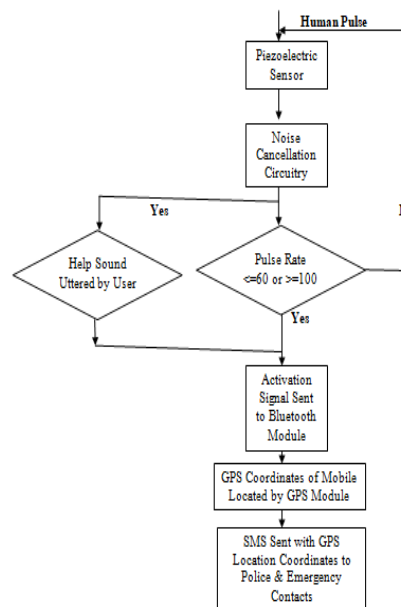 Human Pulse
Piezoelectric
Sensor
Noise
Cancellation
Circuitry
Yes
Help Sound
Uttered by User
Pulse Rate
<=60 or >=100
Yes
Activation
Signal Sent
to Bluetooth
Module
GPS Coordinates of Mobile
Located by GPS Module
SMS Sent with GPS
Location Coordinates to
Police & Emergency
Contacts